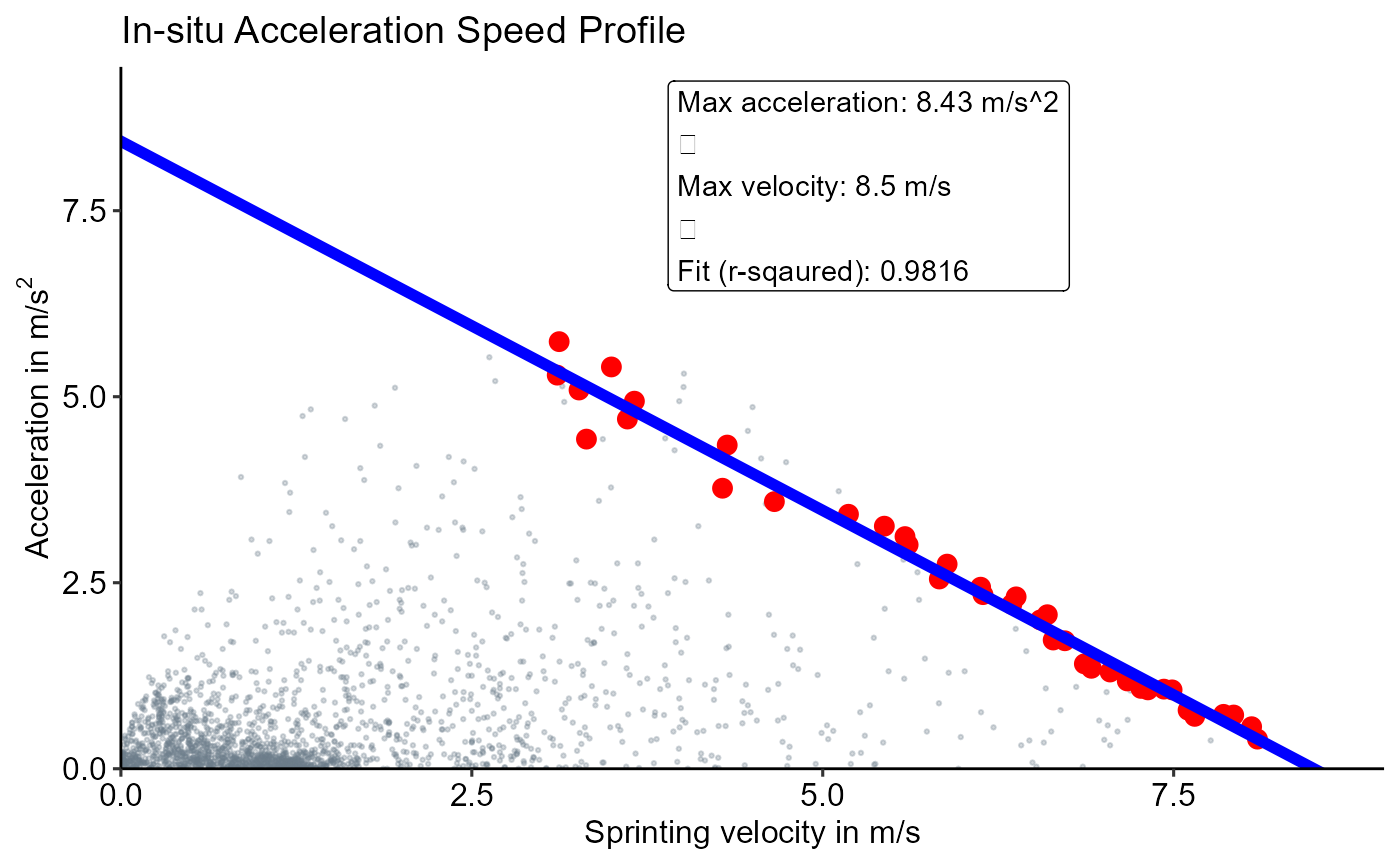 In-situ Acceleration Speed Profile
Max acceleration: 8.43 m/s^2
□
Max velocity: 8.5 m/s
□
Fit (r-sqaured): 0.9816
Acceleration in m/s²
7.5
5.0
2.5
0.0
0.0 2.5 5.0 7.5
Sprinting velocity in m/s